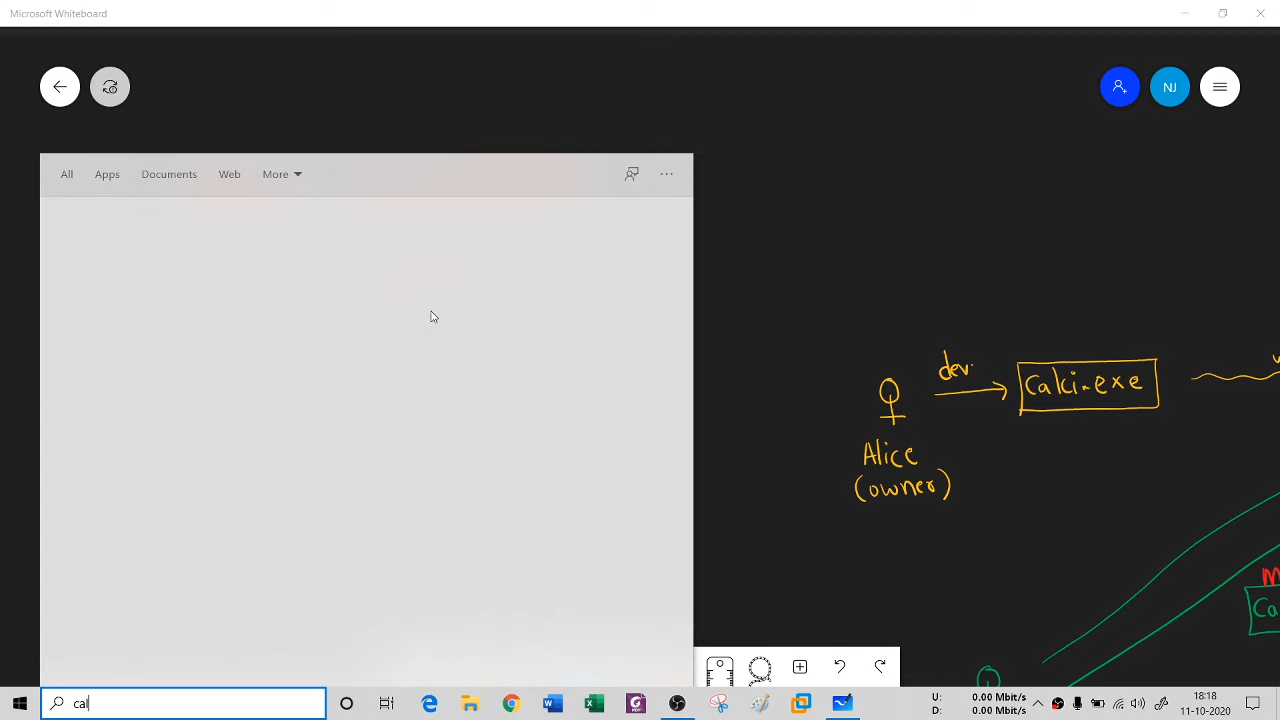 Microsoft Whiteboard
NJ
All Apps Documents Web More
dev.
Calci.exe
Alice
(owner)
Ca
cal
U: 0.00 Mbit/s
D: 0.00 Mbit/s
18:18
11-10-2020